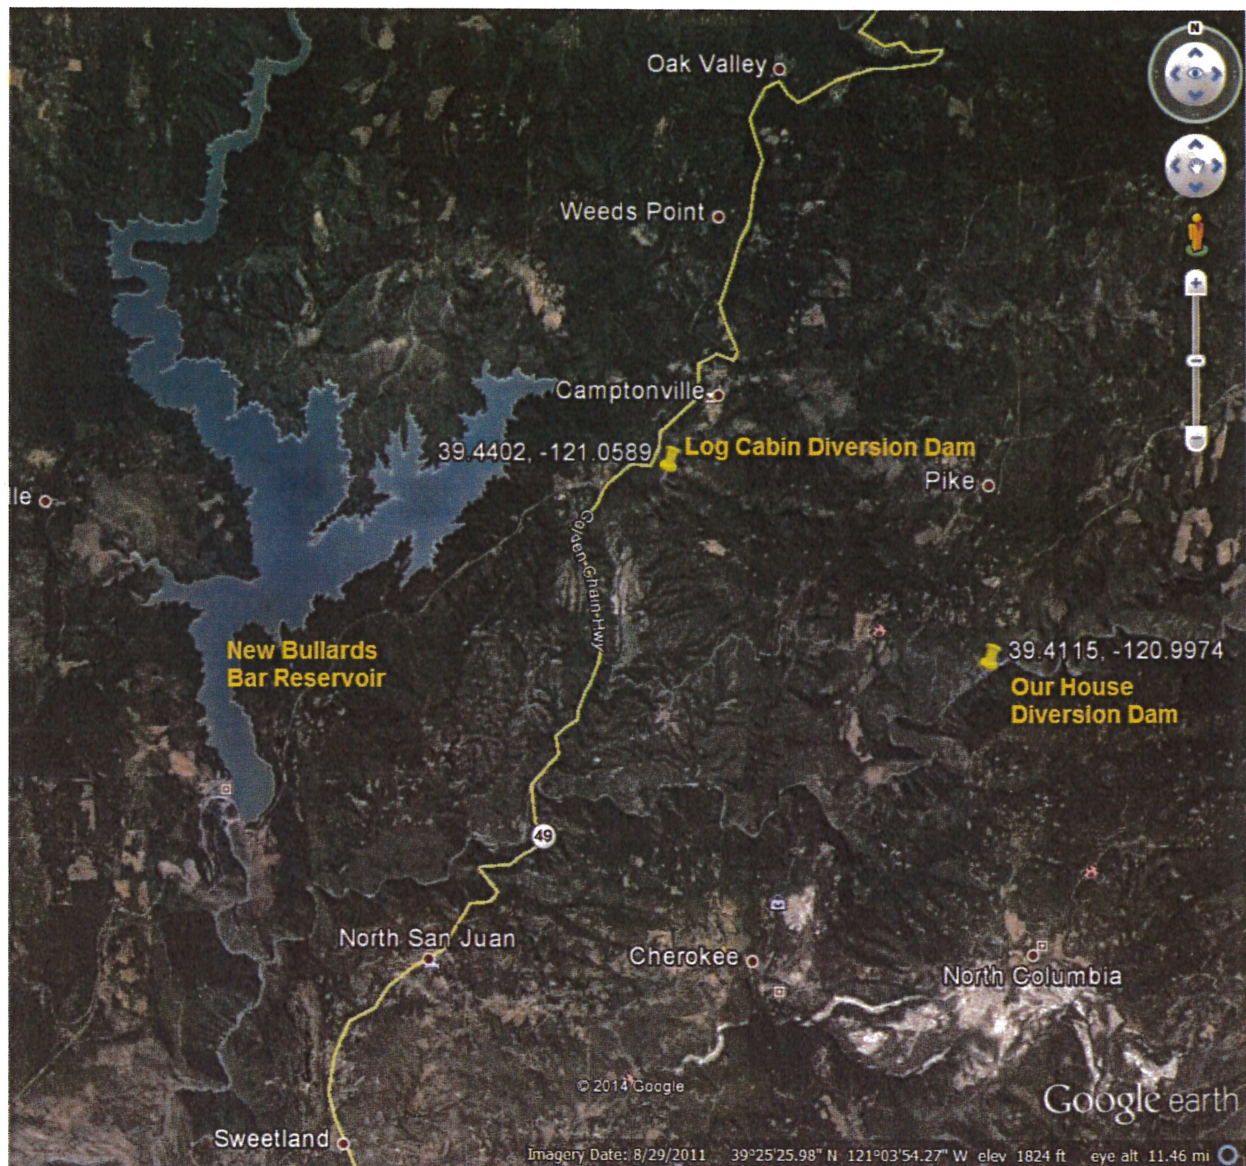 N
Oak Valley
Weeds Point
Camptonville
39.4402, -121.0589
Log Cabin Diversion Dam
Pike
lle
Golden-Chain-Hwy
39.4115, -120.9974
Our House
Diversion Dam
New Bullards
Bar Reservoir
49
North San Juan
Cherokee
North Columbia
© 2014 Google
Google earth
Sweetland
Imagery Date: 8/29/2011 39°25'25.98" N 121°03'54.27" W elev 1824 ft eye alt 11.46 mi